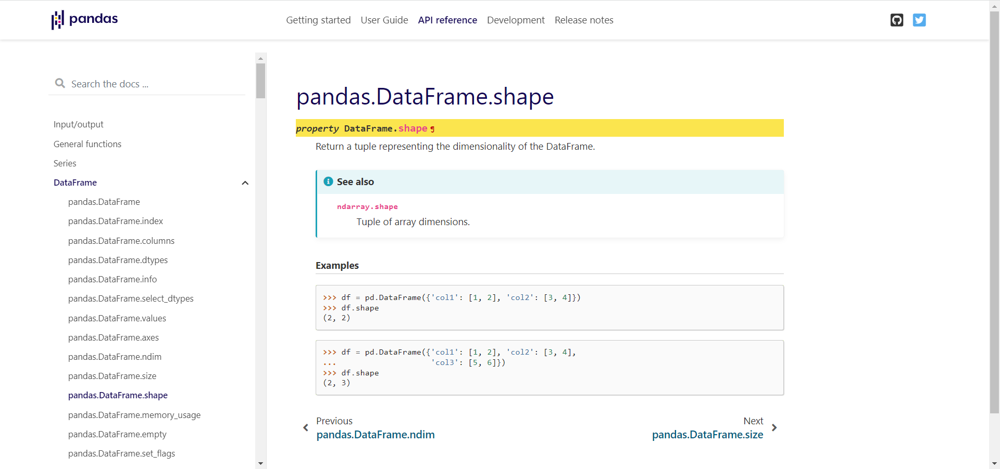 pandas
Getting started User Guide API reference Development Release notes
Search the docs ...
Input/output
General functions
Series
DataFrame
pandas.DataFrame
pandas.DataFrame.index
pandas.DataFrame.columns
pandas.DataFrame.dtypes
pandas.DataFrame.info
pandas.DataFrame.select_dtypes
pandas.DataFrame.values
pandas.DataFrame.axes
pandas.DataFrame.ndim
pandas.DataFrame.size
pandas.DataFrame.shape
pandas.DataFrame.memory_usage
pandas.DataFrame.empty
pandas.DataFrame.set_flags
pandas.DataFrame.shape
property DataFrame.shape ¶
Return a tuple representing the dimensionality of the DataFrame.
See also
ndarray.shape
Tuple of array dimensions.
Examples
>>> df = pd.DataFrame({'col1': [1, 2], 'col2': [3, 4]})
>>> df.shape
(2, 2)
>>> df = pd.DataFrame({'col1': [1, 2], 'col2': [3, 4],
...                    'col3': [5, 6]})
>>> df.shape
(2, 3)
Previous
pandas.DataFrame.ndim
Next
pandas.DataFrame.size